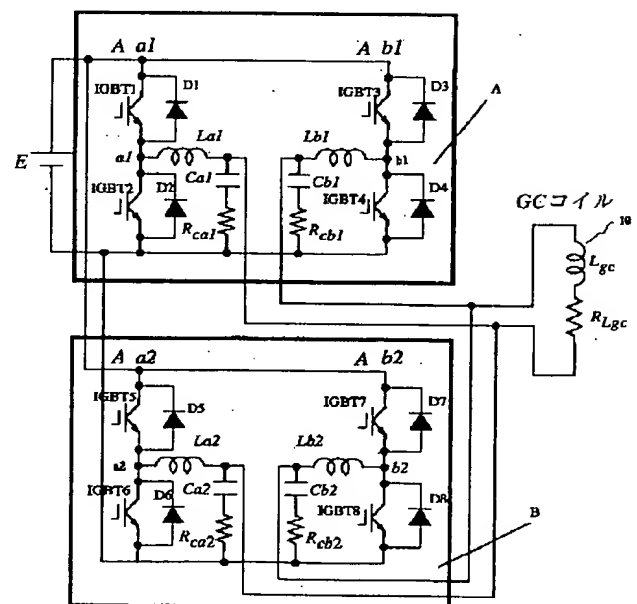 A a1 A b1
IGBT1 D1 IGBT3 D3 A
E a1 La1 Lb1 b1
IGBT2 D2 Ca1 Cb1 IGBT4 D4
Rca1 Rcb1
GCコイル
10
Lgc
RLgc
A a2 A b2
IGBT5 D5 IGBT7 D7
a2 La2 Lb2 b2
IGBT6 D6 Ca2 Cb2 IGBT8 D8
Rca2 Rcb2
B